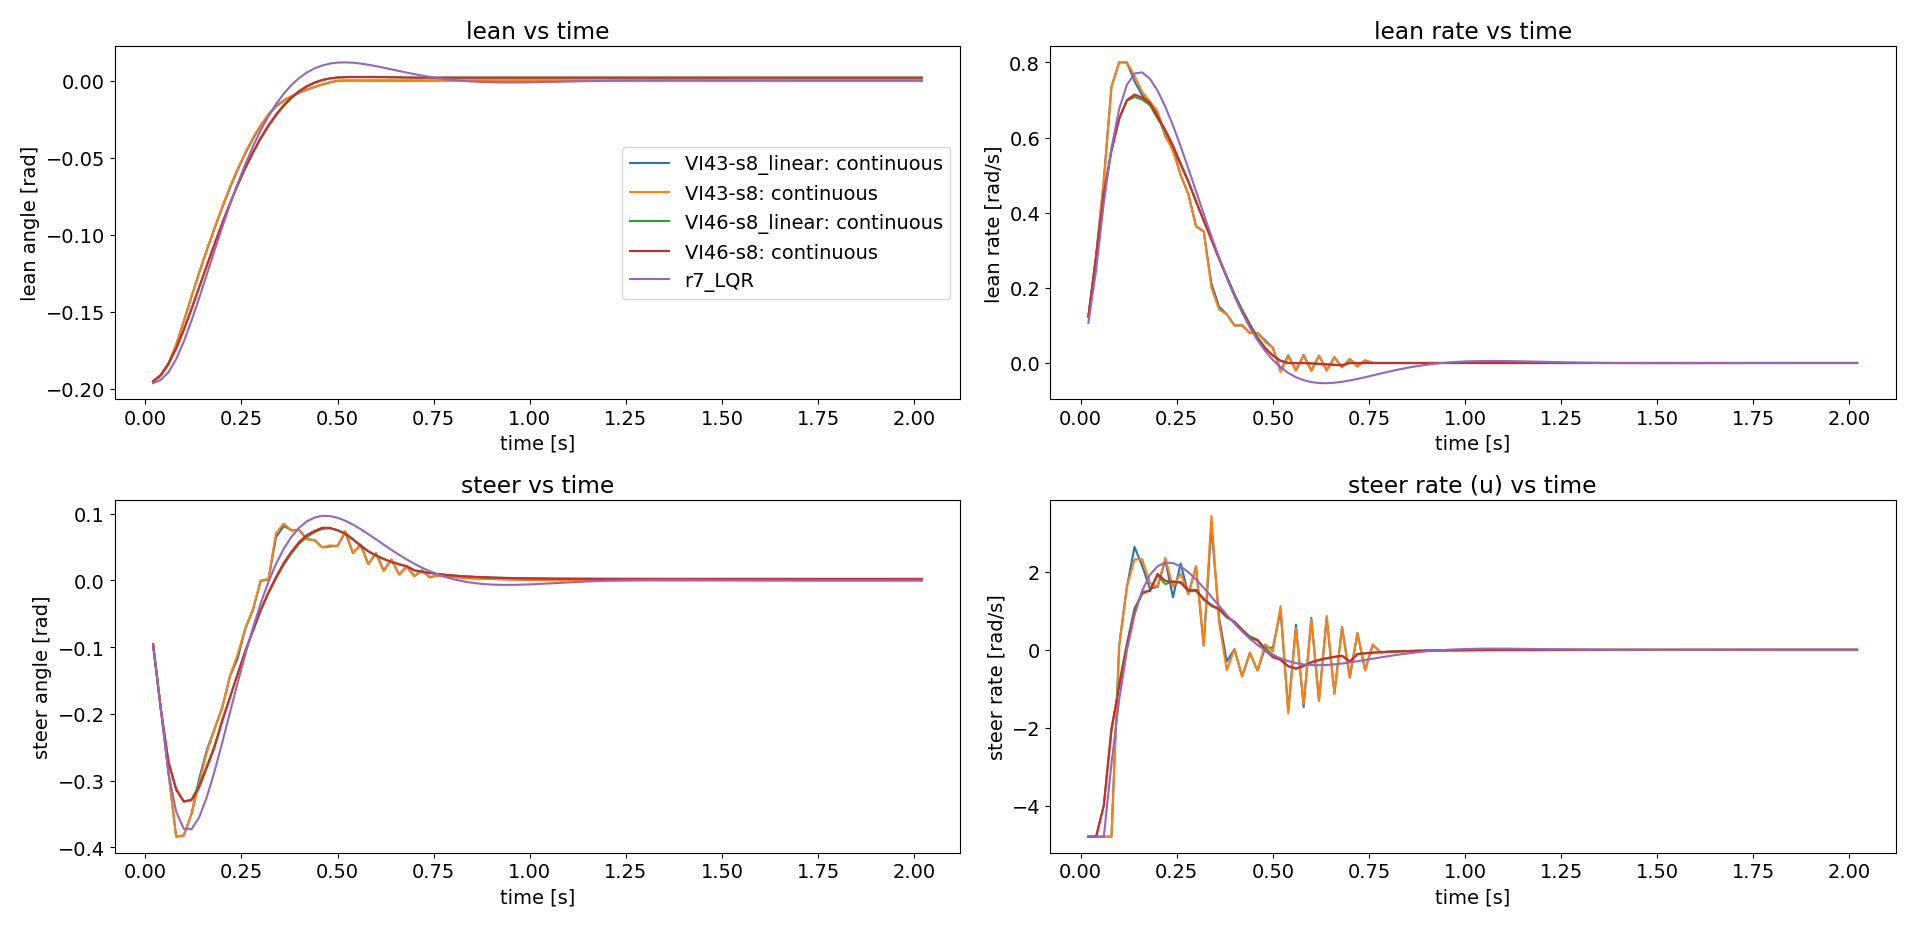 lean vs time
lean angle [rad]
0.00
−0.05
−0.10
−0.15
−0.20
VI43-s8_linear: continuous
VI43-s8: continuous
VI46-s8_linear: continuous
VI46-s8: continuous
r7_LQR
0.00 0.25 0.50 0.75 1.00 1.25 1.50 1.75 2.00
time [s]
lean rate vs time
lean rate [rad/s]
0.8
0.6
0.4
0.2
0.0
0.00 0.25 0.50 0.75 1.00 1.25 1.50 1.75 2.00
time [s]
steer vs time
steer angle [rad]
0.1
0.0
−0.1
−0.2
−0.3
−0.4
0.00 0.25 0.50 0.75 1.00 1.25 1.50 1.75 2.00
time [s]
steer rate (u) vs time
steer rate [rad/s]
2
0
−2
−4
0.00 0.25 0.50 0.75 1.00 1.25 1.50 1.75 2.00
time [s]